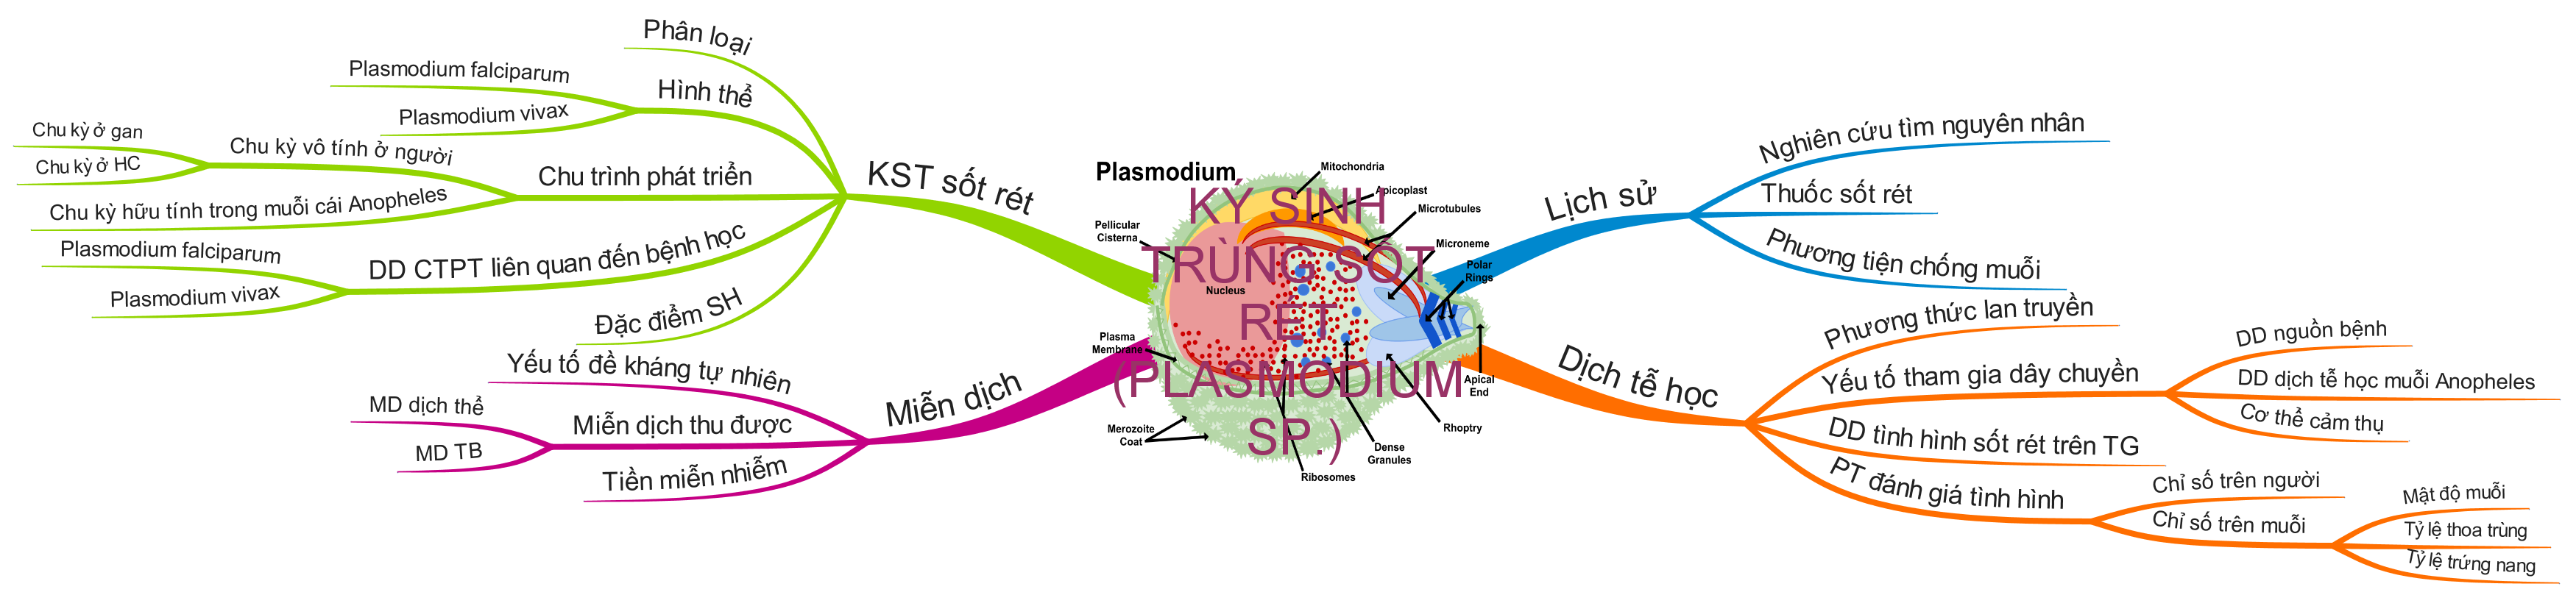 Phân loại
Plasmodium falciparum
Hình thể
Plasmodium vivax
Chu kỳ ở gan
Chu kỳ vô tính ở người
Chu kỳ ở HC
Chu trình phát triển
Chu kỳ hữu tính trong muỗi cái Anopheles
Plasmodium falciparum
DD CTPT liên quan đến bệnh học
Plasmodium vivax
Đặc điểm SH
KST sốt rét
Yếu tố đề kháng tự nhiên
MD dịch thể
Miễn dịch thu được
MD TB
Tiền miễn nhiễm
Miễn dịch
Plasmodium
Mitochondria
Apicoplast
Microtubules
Pellicular
Cisterna
Microneme
Polar
Rings
Nucleus
Plasma
Membrane
Apical
End
Merozoite
Coat
Rhoptry
Dense
Granules
Ribosomes
KÝ SINH
TRÙNG SỐT
RÉT
(PLASMODIUM
SP.)
Lịch sử
Nghiên cứu tìm nguyên nhân
Thuốc sốt rét
Phương tiện chống muỗi
Dịch tễ học
Phương thức lan truyền
Yếu tố tham gia dây chuyền
DD nguồn bệnh
DD dịch tễ học muỗi Anopheles
Cơ thể cảm thụ
DD tình hình sốt rét trên TG
PT đánh giá tình hình
Chỉ số trên người
Chỉ số trên muỗi
Mật độ muỗi
Tỷ lệ thoa trùng
Tỷ lệ trứng nang